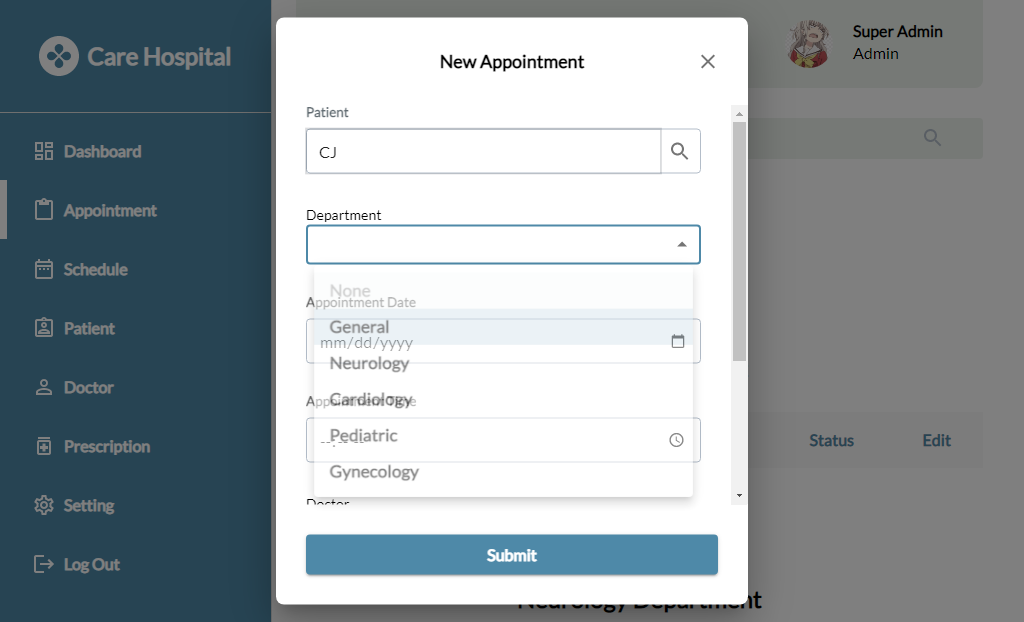 Care Hospital
Dashboard
Appointment
Schedule
Patient
Doctor
Prescription
Setting
Log Out
New Appointment
Patient
CJ
Department
None
Appointment Date
General
mm/dd/yyyy
Neurology
Cardiology
Appointment Time
Pediatric
--:-- --
Gynecology
Doctor
Submit
Super Admin
Admin
Status
Edit
Neurology Department